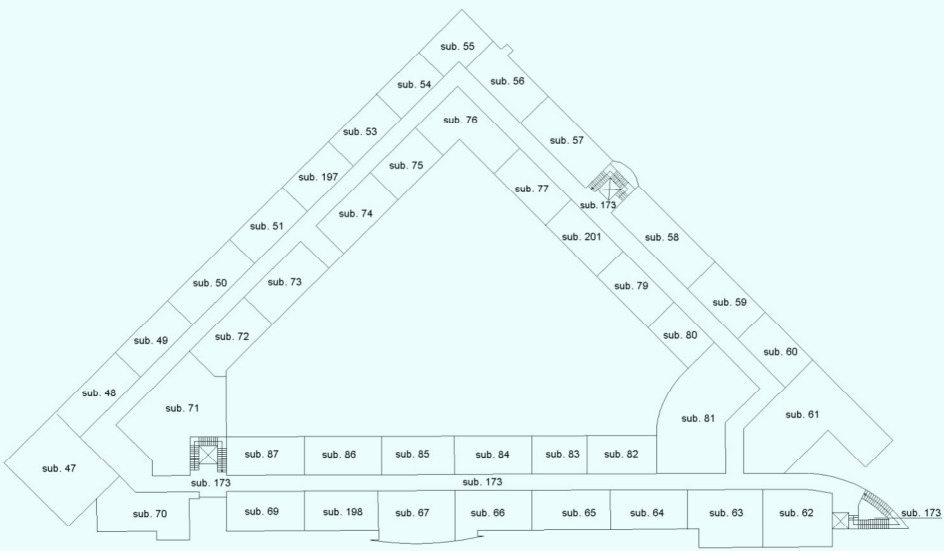 sub. 55
sub. 54
sub. 56
sub. 53
sub. 76
sub. 57
sub. 75
sub. 197
sub. 77
sub. 173
sub. 74
sub. 51
sub. 201
sub. 58
sub. 50
sub. 73
sub. 79
sub. 59
sub. 49
sub. 72
sub. 80
sub. 60
sub. 48
sub. 71
sub. 81
sub. 61
sub. 47
sub. 87
sub. 86
sub. 85
sub. 84
sub. 83
sub. 82
sub. 173
sub. 173
sub. 70
sub. 69
sub. 198
sub. 67
sub. 66
sub. 65
sub. 64
sub. 63
sub. 62
sub. 173